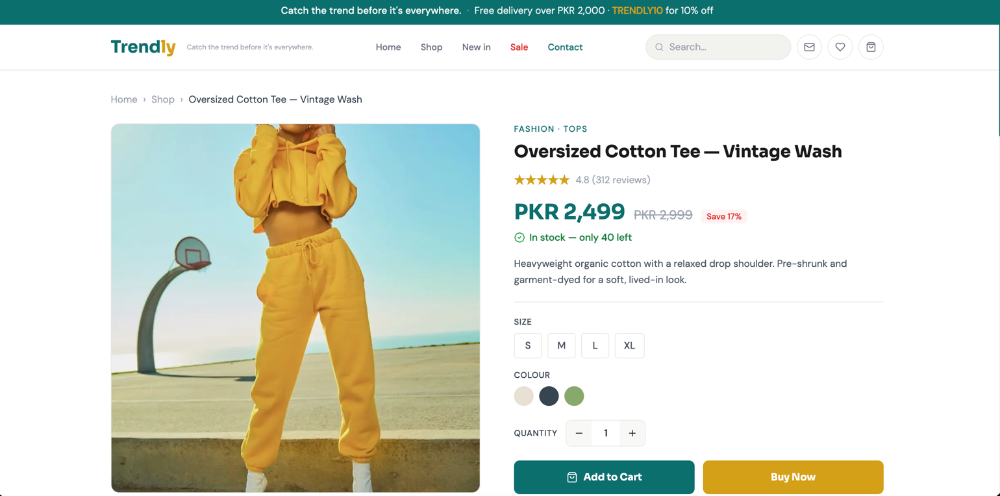 Catch the trend before it's everywhere. · Free delivery over PKR 2,000 · TRENDLY10 for 10% off
Trendly
Catch the trend before it's everywhere.
Home
Shop
New in
Sale
Contact
Search...
Home › Shop › Oversized Cotton Tee — Vintage Wash
FASHION · TOPS
Oversized Cotton Tee — Vintage Wash
★★★★★ 4.8 (312 reviews)
PKR 2,499 PKR 2,999 Save 17%
In stock — only 40 left
Heavyweight organic cotton with a relaxed drop shoulder. Pre-shrunk and
garment-dyed for a soft, lived-in look.
SIZE
S M L XL
COLOUR
QUANTITY − 1 +
Add to Cart
Buy Now